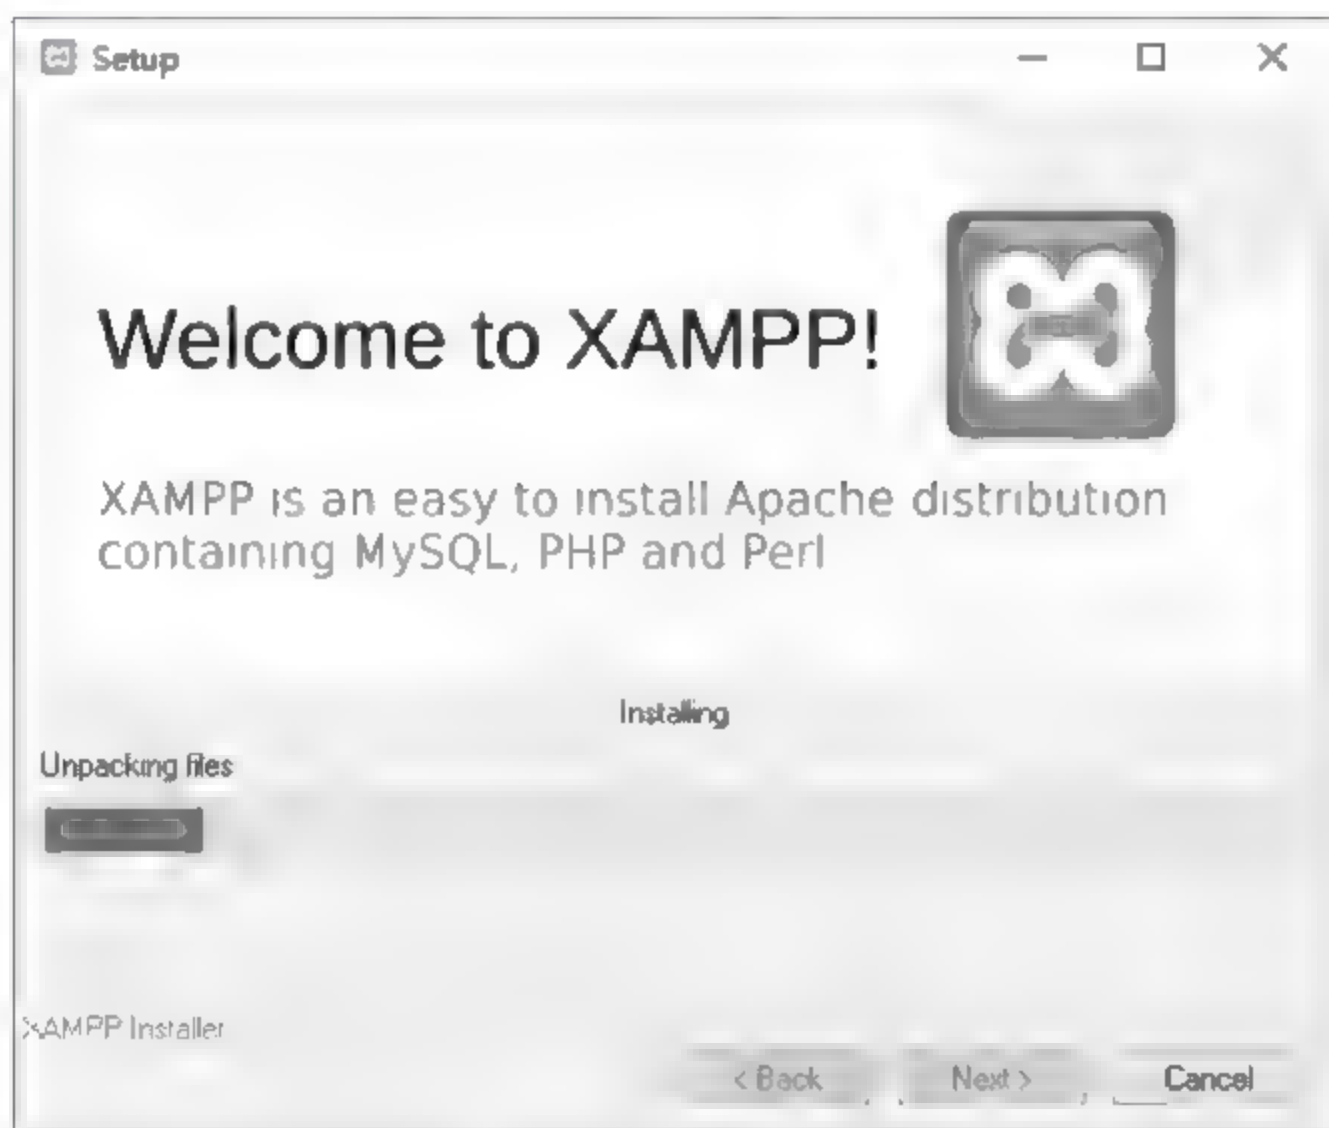 Setup
Welcome to XAMPP!
XAMPP is an easy to install Apache distribution
containing MySQL, PHP and Perl
Installing
Unpacking files
XAMPP Installer
< Back
Next >
Cancel